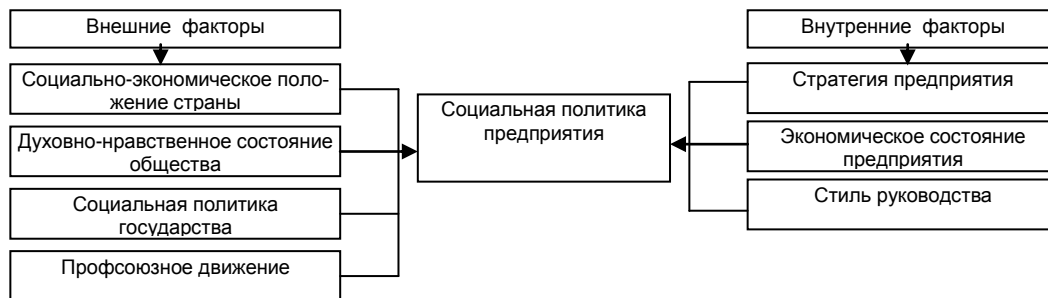 Внешние факторы
Социально-экономическое поло-
жение страны
Духовно-нравственное состояние
общества
Социальная политика
государства
Профсоюзное движение
Социальная политика
предприятия
Внутренние факторы
Стратегия предприятия
Экономическое состояние
предприятия
Стиль руководства